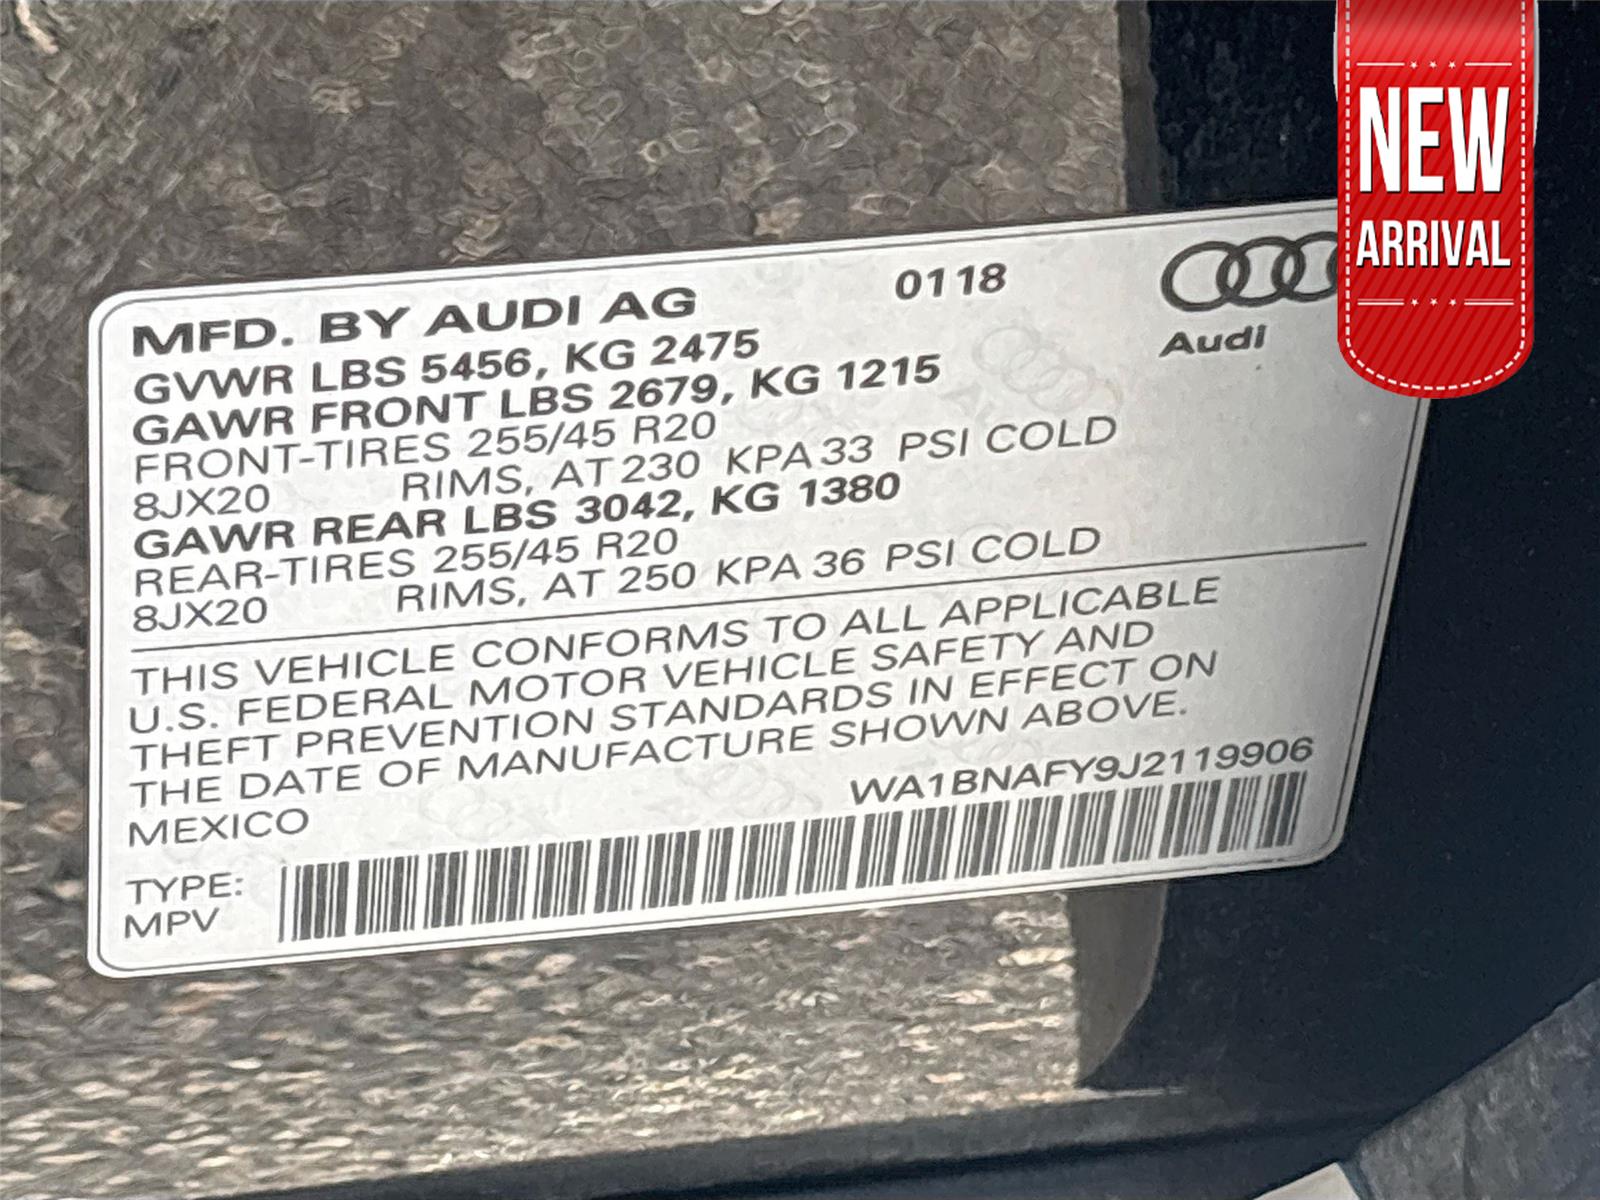 NEW
ARRIVAL
0118
Audi
MFD. BY AUDI AG
GVWR LBS 5456, KG 2475
GAWR FRONT LBS 2679, KG 1215
FRONT-TIRES 255/45 R20
8JX20 RIMS, AT 230 KPA 33 PSI COLD
GAWR REAR LBS 3042, KG 1380
REAR-TIRES 255/45 R20
8JX20 RIMS, AT 250 KPA 36 PSI COLD
THIS VEHICLE CONFORMS TO ALL APPLICABLE
U.S. FEDERAL MOTOR VEHICLE SAFETY AND
THEFT PREVENTION STANDARDS IN EFFECT ON
THE DATE OF MANUFACTURE SHOWN ABOVE.
MEXICO
WA1BNAFY9J2119906
TYPE:
MPV